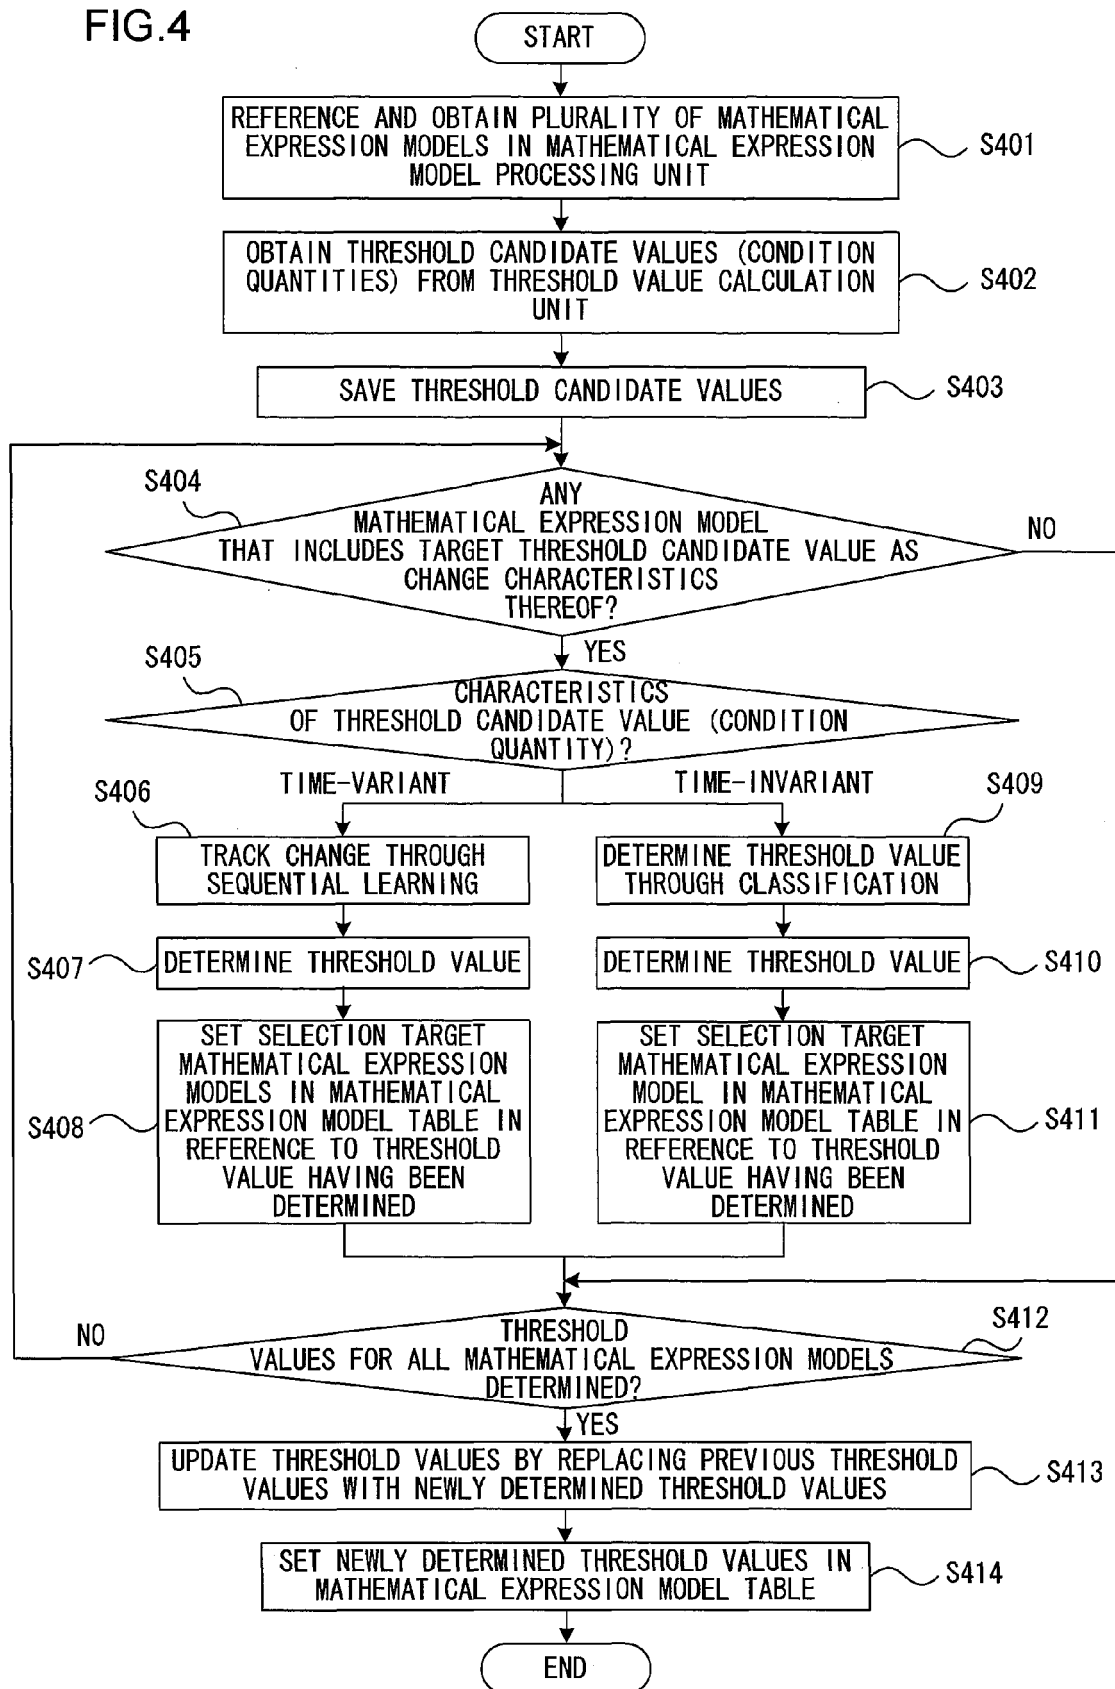 FIG.4
START
REFERENCE AND OBTAIN PLURALITY OF MATHEMATICAL
EXPRESSION MODELS IN MATHEMATICAL EXPRESSION
MODEL PROCESSING UNIT
S401
OBTAIN THRESHOLD CANDIDATE VALUES (CONDITION
QUANTITIES) FROM THRESHOLD VALUE CALCULATION
UNIT
S402
SAVE THRESHOLD CANDIDATE VALUES
S403
S404
ANY
MATHEMATICAL EXPRESSION MODEL
THAT INCLUDES TARGET THRESHOLD CANDIDATE VALUE AS
CHANGE CHARACTERISTICS
THEREOF?
NO
YES
S405
CHARACTERISTICS
OF THRESHOLD CANDIDATE VALUE (CONDITION
QUANTITY)?
TIME-VARIANT
TIME-INVARIANT
S406
TRACK CHANGE THROUGH
SEQUENTIAL LEARNING
S409
DETERMINE THRESHOLD VALUE
THROUGH CLASSIFICATION
S407
DETERMINE THRESHOLD VALUE
DETERMINE THRESHOLD VALUE
S410
SET SELECTION TARGET
MATHEMATICAL EXPRESSION
MODELS IN MATHEMATICAL
EXPRESSION MODEL TABLE IN
REFERENCE TO THRESHOLD
VALUE HAVING BEEN
DETERMINED
S408
SET SELECTION TARGET
MATHEMATICAL EXPRESSION
MODEL IN MATHEMATICAL
EXPRESSION MODEL TABLE IN
REFERENCE TO THRESHOLD
VALUE HAVING BEEN
DETERMINED
S411
NO
THRESHOLD
VALUES FOR ALL MATHEMATICAL EXPRESSION MODELS
DETERMINED?
S412
YES
UPDATE THRESHOLD VALUES BY REPLACING PREVIOUS THRESHOLD
VALUES WITH NEWLY DETERMINED THRESHOLD VALUES
S413
SET NEWLY DETERMINED THRESHOLD VALUES IN
MATHEMATICAL EXPRESSION MODEL TABLE
S414
END